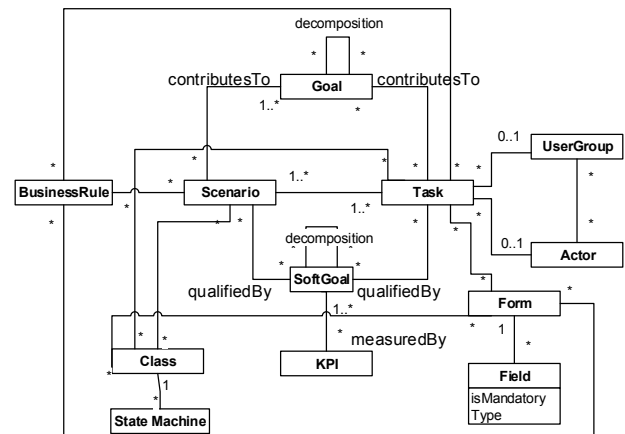 decomposition
* *
contributesTo Goal contributesTo
1..* *
* * * *
0..1 UserGroup
* * * *
BusinessRule * Scenario 1..* Task *
* * 1..* * *
* * * * *
decomposition
* *
* SoftGoal *
0..1 Actor
qualifiedBy 1..* qualifiedBy
* Form *
* measuredBy * 1
* * *
* Class KPI
* Field
1 isMandatory
* Type
State Machine